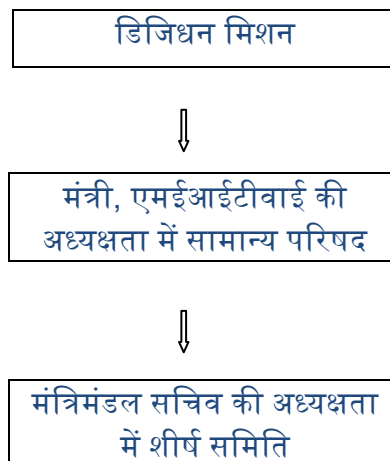 डिजिधन मिशन
मंत्री, एमईआईटीवाई की
अध्यक्षता में सामान्य परिषद
मंत्रिमंडल सचिव की अध्यक्षता
में शीर्ष समिति